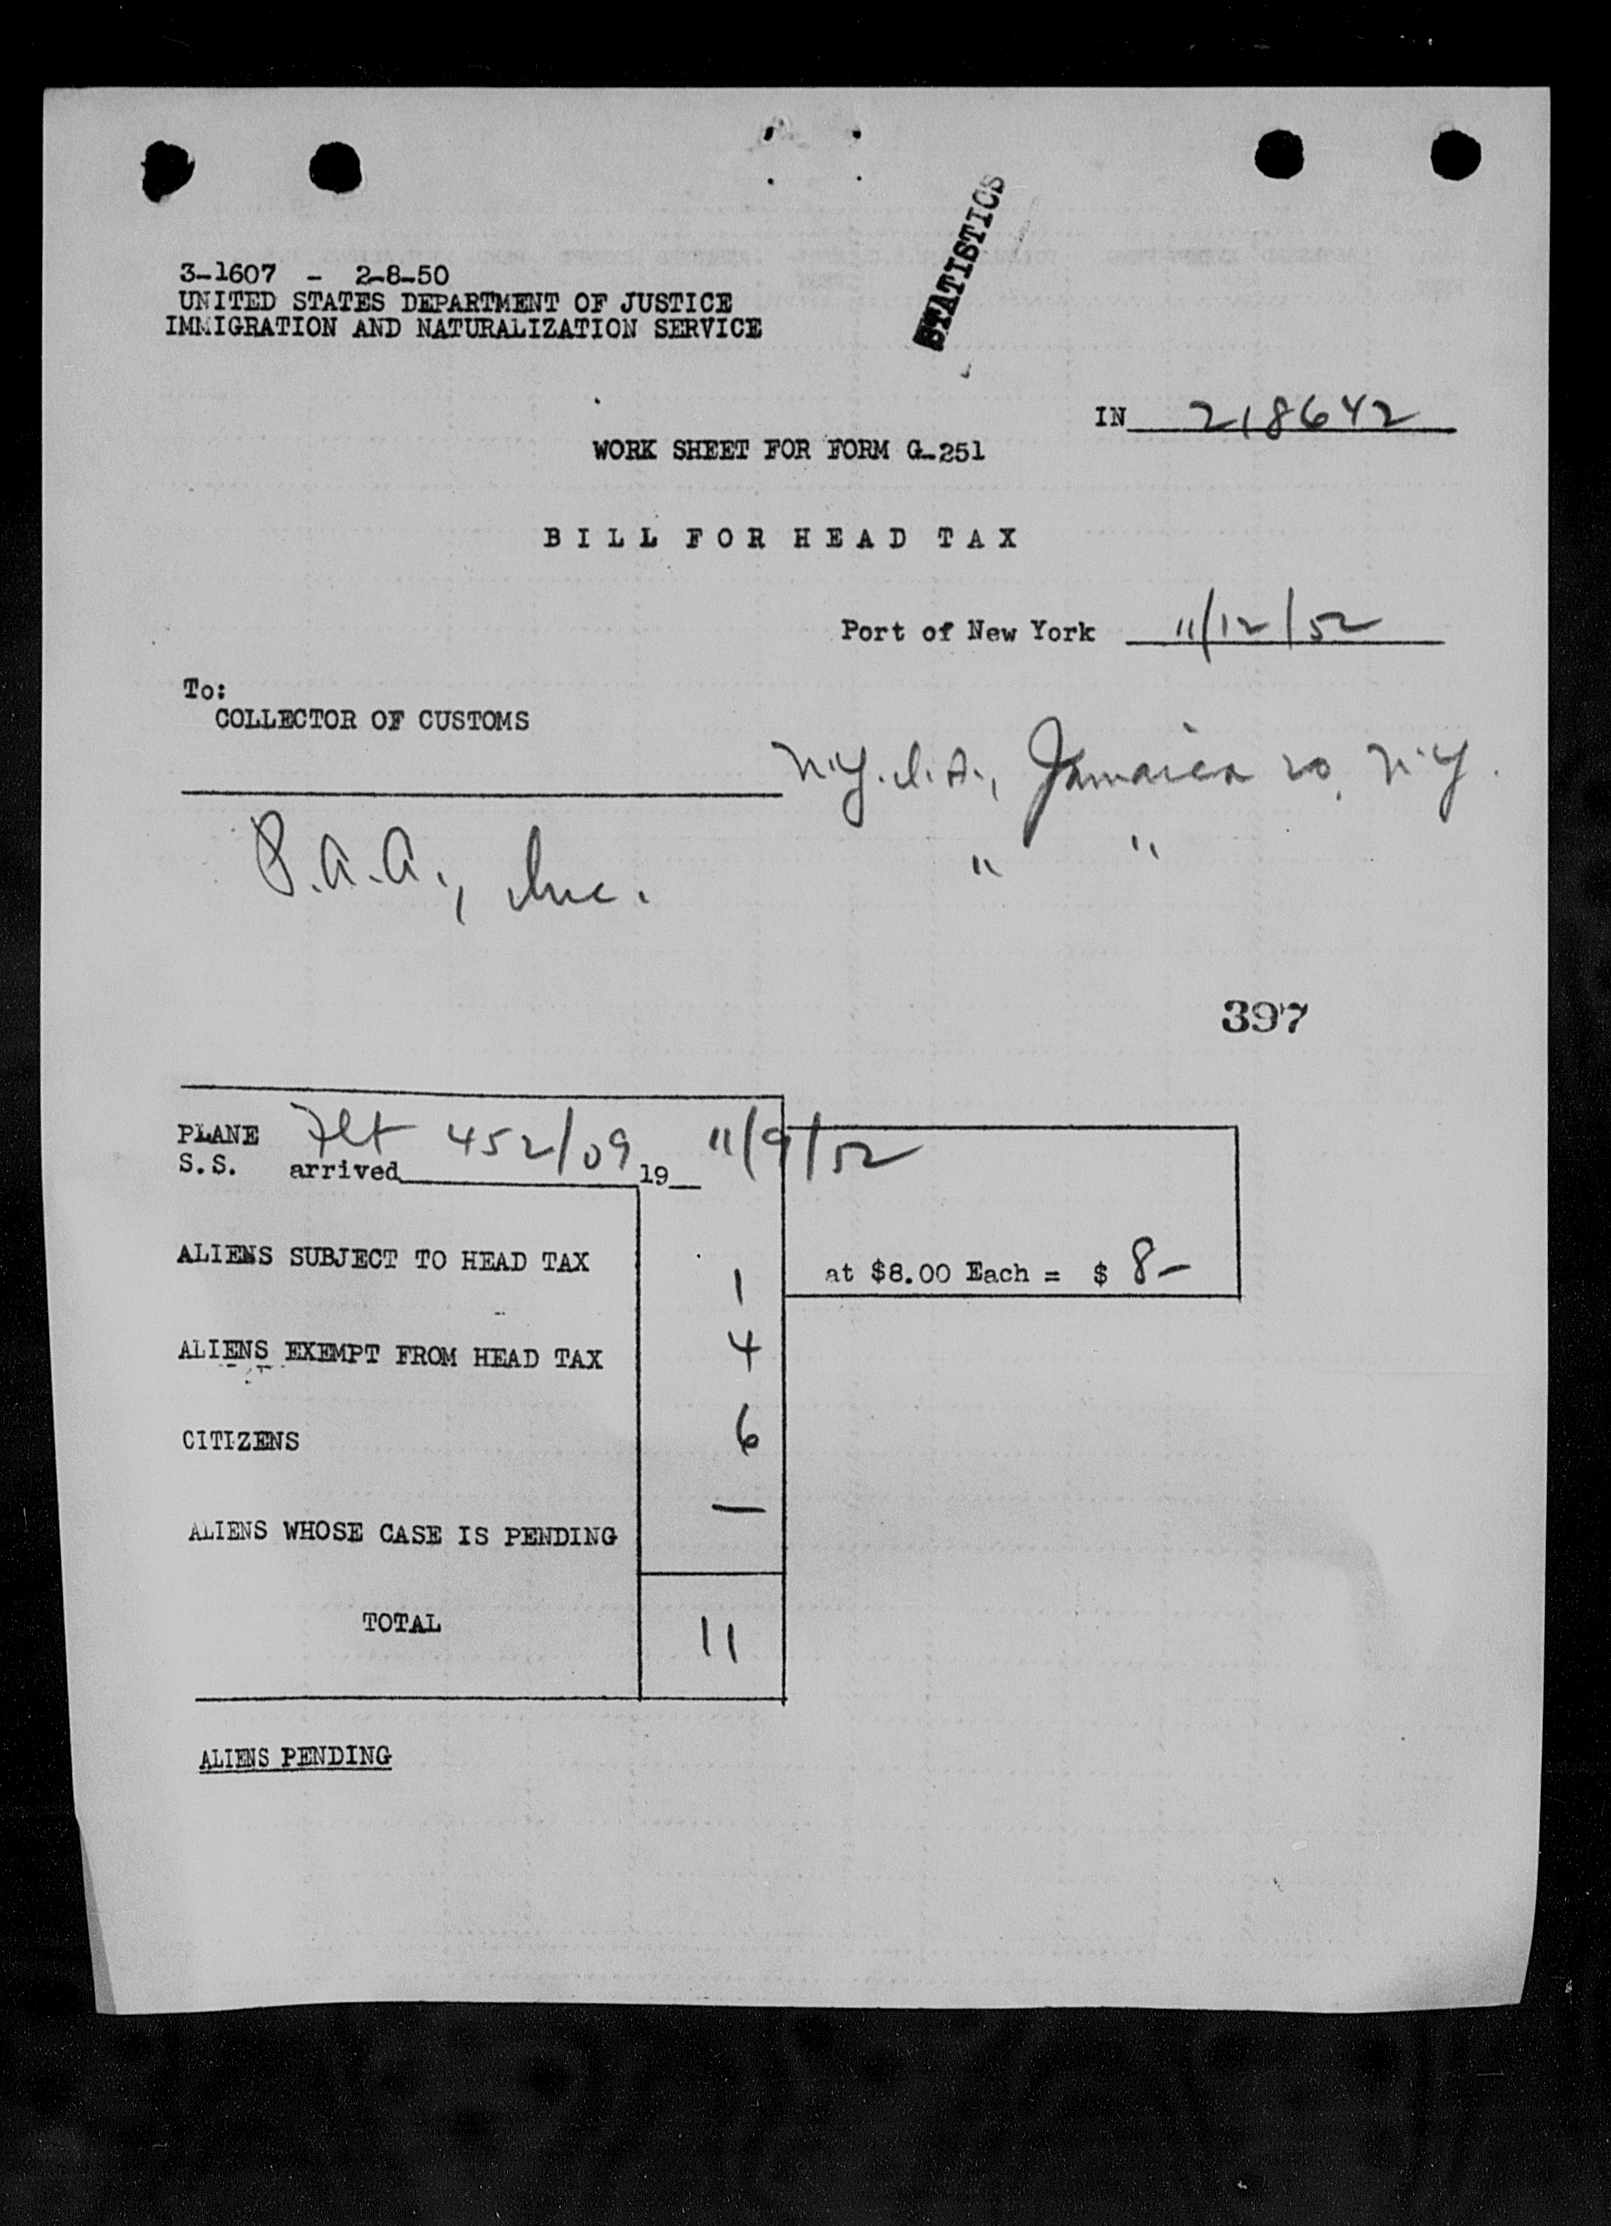 STATISTICS
3-1607 - 2-8-50
UNITED STATES DEPARTMENT OF JUSTICE
IMMIGRATION AND NATURALIZATION SERVICE
IN 218642
WORK SHEET FOR FORM G-251
BILL FOR HEAD TAX
Port of New York 11/12/52
To:
COLLECTOR OF CUSTOMS
N.Y.I.A., Jamaica 20, N.Y.
P.A.A., Inc. " "
397
PLANE Flt 452/09 11/9/52
S.S. arrived 19
ALIENS SUBJECT TO HEAD TAX 1 at $8.00 Each = $ 8-
ALIENS EXEMPT FROM HEAD TAX 4
CITIZENS 6
ALIENS WHOSE CASE IS PENDING —
TOTAL 11
ALIENS PENDING